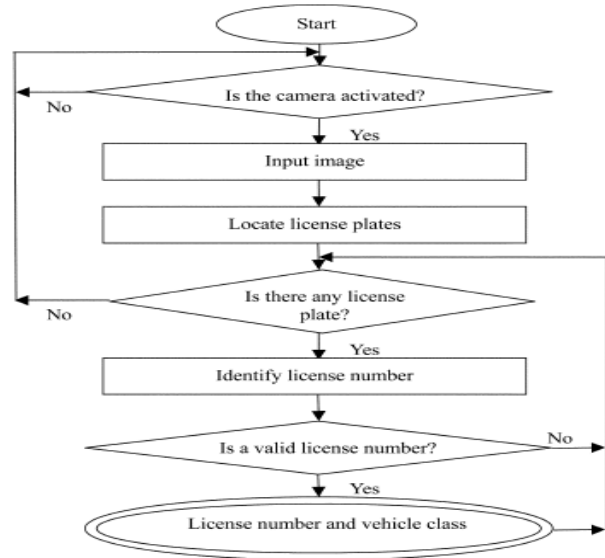 Start
Is the camera activated?
No
Yes
Input image
Locate license plates
Is there any license
plate?
No
Yes
Identify license number
Is a valid license number?
No
Yes
License number and vehicle class